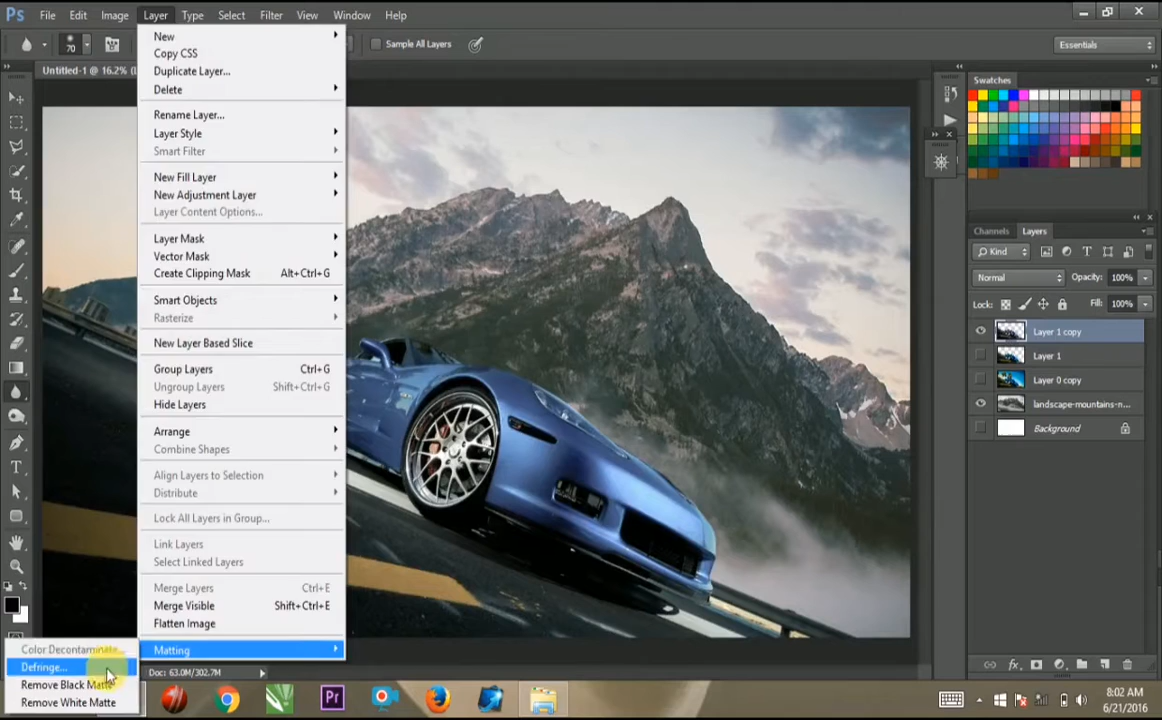 Ps File Edit Image Layer Type Select Filter View Window Help
70
Sample All Layers
Essentials
Untitled-1 @ 16.2% (L
New
Copy CSS
Duplicate Layer...
Delete
Rename Layer...
Layer Style
Smart Filter
New Fill Layer
New Adjustment Layer
Layer Content Options...
Layer Mask
Vector Mask
Create Clipping Mask Alt+Ctrl+G
Smart Objects
Rasterize
New Layer Based Slice
Group Layers Ctrl+G
Ungroup Layers Shift+Ctrl+G
Hide Layers
Arrange
Combine Shapes
Align Layers to Selection
Distribute
Lock All Layers in Group...
Link Layers
Select Linked Layers
Merge Layers Ctrl+E
Merge Visible Shift+Ctrl+E
Flatten Image
Matting
Color Decontaminate...
Defringe...
Remove Black Matte
Remove White Matte
Doc: 63.0M/302.7M
Swatches
Channels Layers
Kind
Normal Opacity: 100%
Lock: Fill: 100%
Layer 1 copy
Layer 1
Layer 0 copy
landscape-mountains-n...
Background
fx
Pr
8:02 AM
6/21/2016